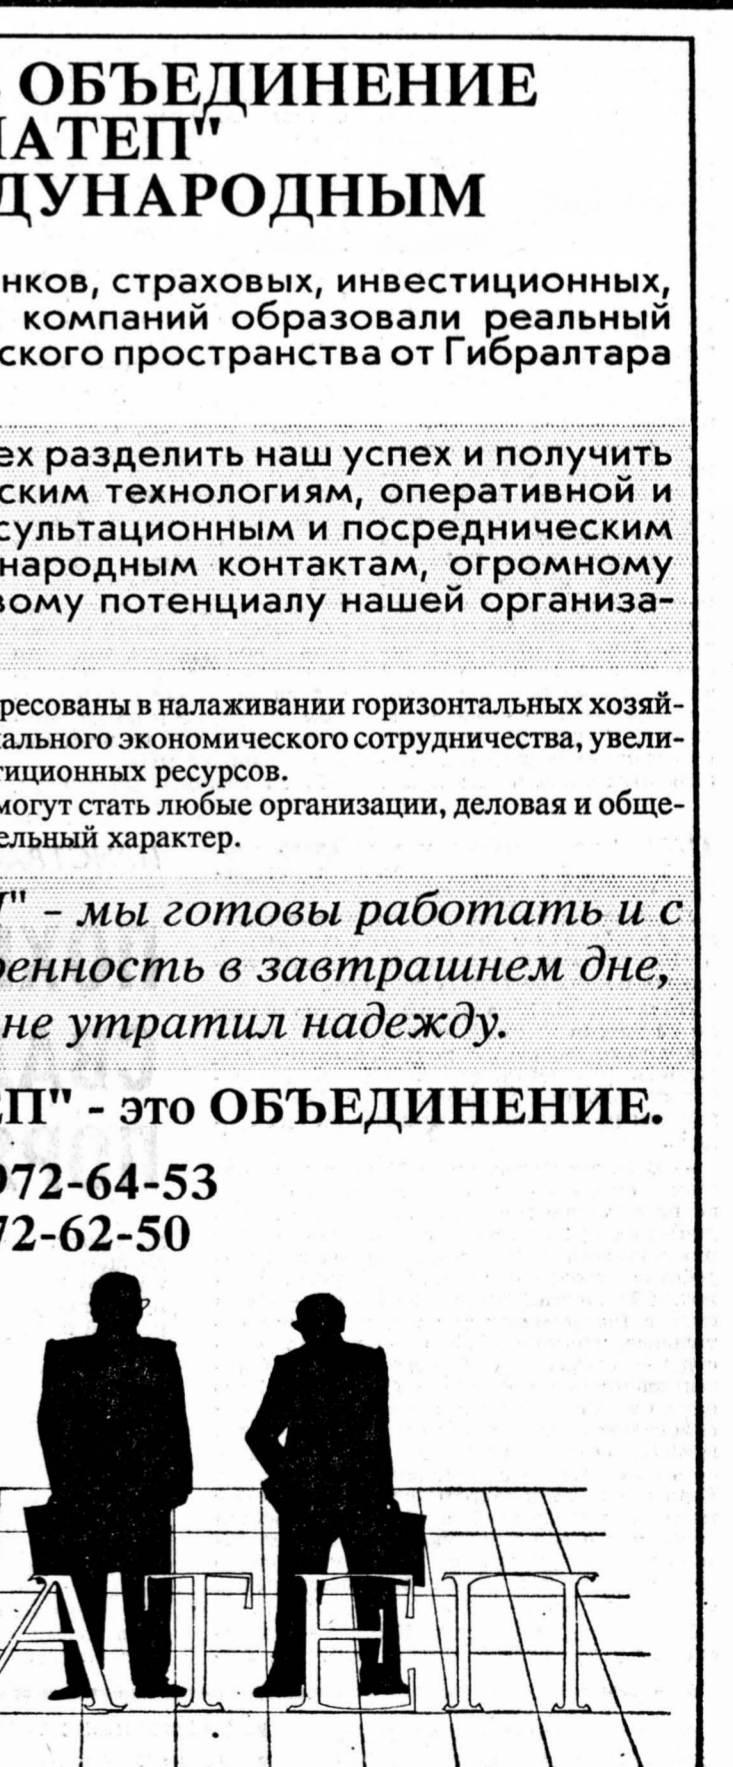 ОБЪЕДИНЕНИЕ
АТЕП"
ДУНАРОДНЫМ
нков, страховых, инвестиционных,
компаний образовали реальный
ского пространства от Гибралтара
ех разделить наш успех и получить
ским технологиям, оперативной и
сультационным и посредническим
народным контактам, огромному
вому потенциалу нашей организа-
ресованы в налаживании горизонтальных хозяй-
ального экономического сотрудничества, увели-
тиционных ресурсов.
могут стать любые организации, деловая и обще-
ельный характер.
" - мы готовы работать и с
ренность в завтрашнем дне,
не утратил надежду.
ЕП" - это ОБЪЕДИНЕНИЕ.
972-64-53
72-62-50
АТЕП